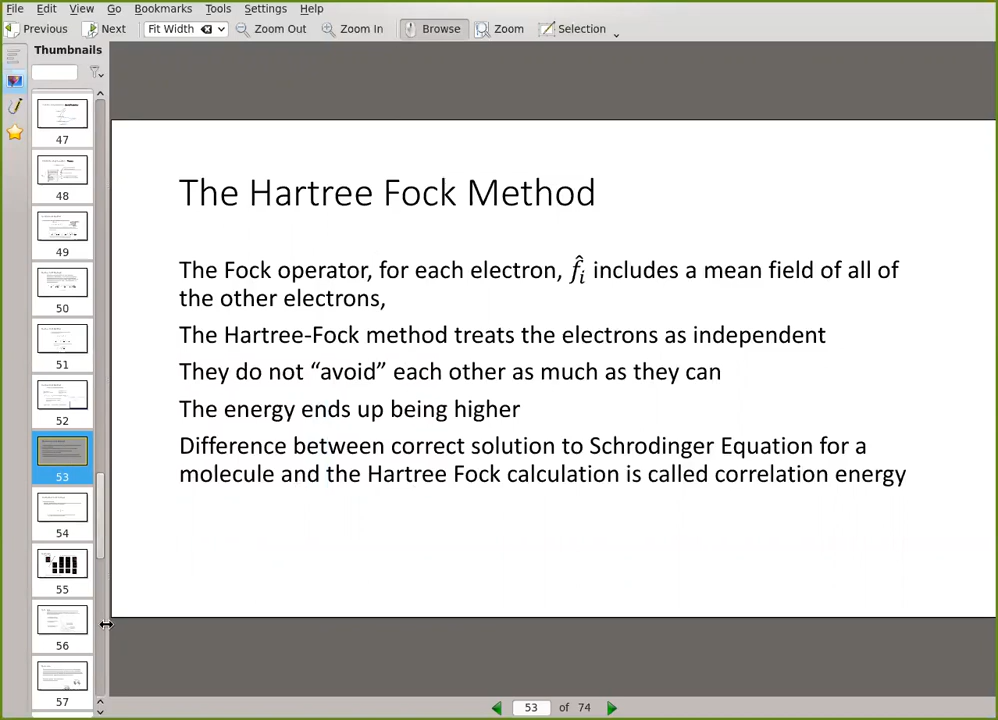 File Edit View Go Bookmarks Tools Settings Help
Previous Next Fit Width Zoom Out Zoom In Browse Zoom Selection
Thumbnails
47
48
49
50
51
52
53
54
55
56
57
The Hartree Fock Method
The Fock operator, for each electron, f̂ᵢ includes a mean field of all of
the other electrons,
The Hartree-Fock method treats the electrons as independent
They do not “avoid” each other as much as they can
The energy ends up being higher
Difference between correct solution to Schrodinger Equation for a
molecule and the Hartree Fock calculation is called correlation energy
53 of 74